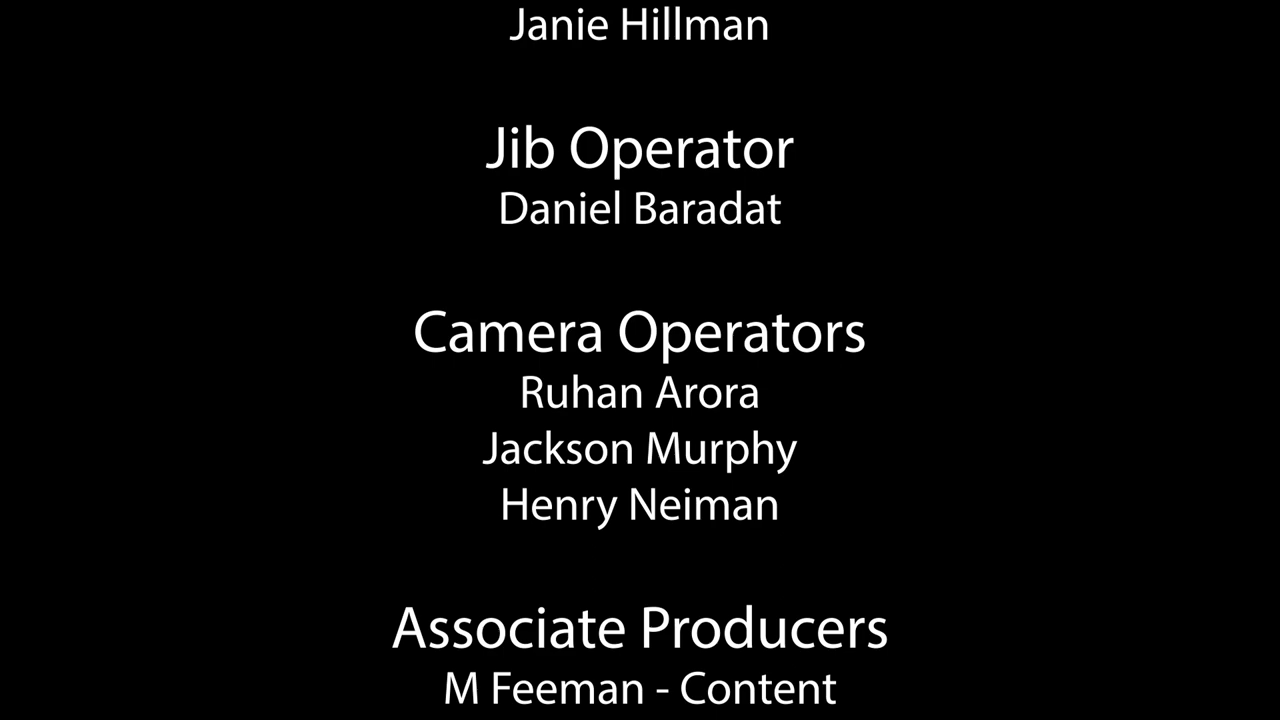 Janie Hillman
Jib Operator
Daniel Baradat
Camera Operators
Ruhan Arora
Jackson Murphy
Henry Neiman
Associate Producers
M Feeman - Content